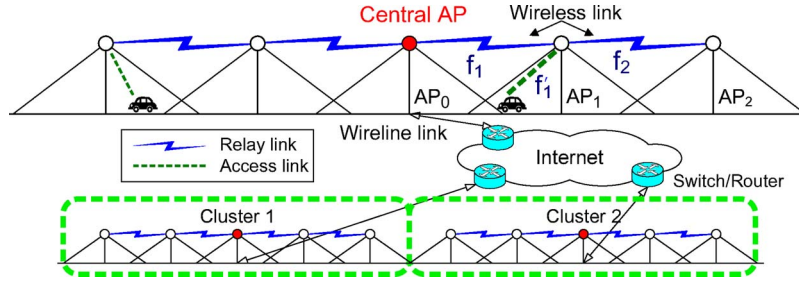 Central AP
Wireless link
f1
f'1
f2
AP0
AP1
AP2
Wireline link
Relay link
Access link
Internet
Switch/Router
Cluster 1
Cluster 2